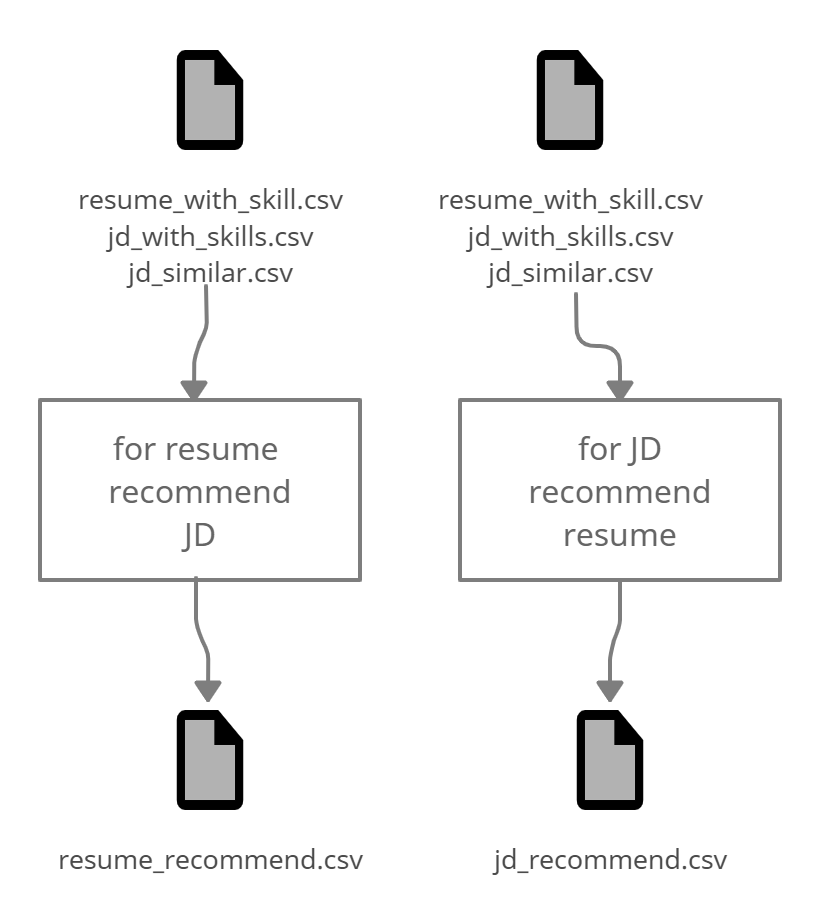 resume_with_skill.csv
jd_with_skills.csv
jd_similar.csv
resume_with_skill.csv
jd_with_skills.csv
jd_similar.csv
for resume
recommend
JD
for JD
recommend
resume
resume_recommend.csv
jd_recommend.csv